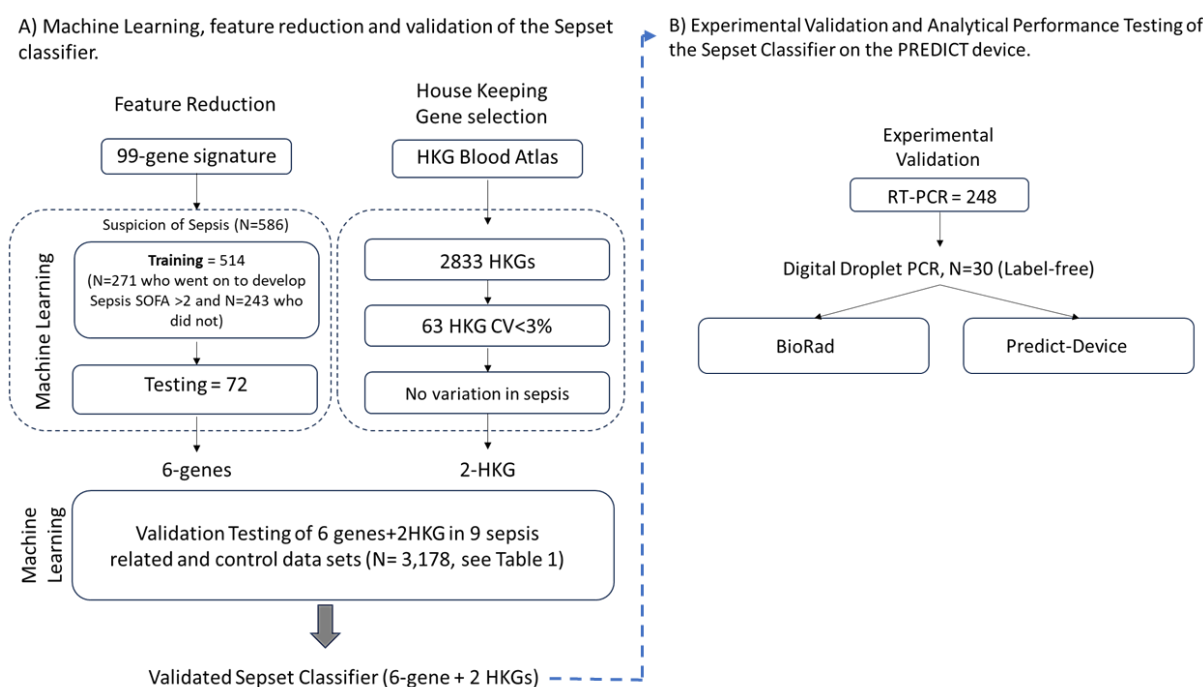 A) Machine Learning, feature reduction and validation of the Sepset
classifier.
Feature Reduction
99-gene signature
House Keeping
Gene selection
HKG Blood Atlas
Machine Learning
Suspicion of Sepsis (N=586)
Training = 514
(N=271 who went on to develop
Sepsis SOFA >2 and N=243 who
did not)
Testing = 72
2833 HKGs
63 HKG CV<3%
No variation in sepsis
6-genes
2-HKG
Machine
Learning
Validation Testing of 6 genes+2HKG in 9 sepsis
related and control data sets (N= 3,178, see Table 1)
Validated Sepset Classifier (6-gene + 2 HKGs)
B) Experimental Validation and Analytical Performance Testing of
the Sepset Classifier on the PREDICT device.
Experimental
Validation
RT-PCR = 248
Digital Droplet PCR, N=30 (Label-free)
BioRad
Predict-Device